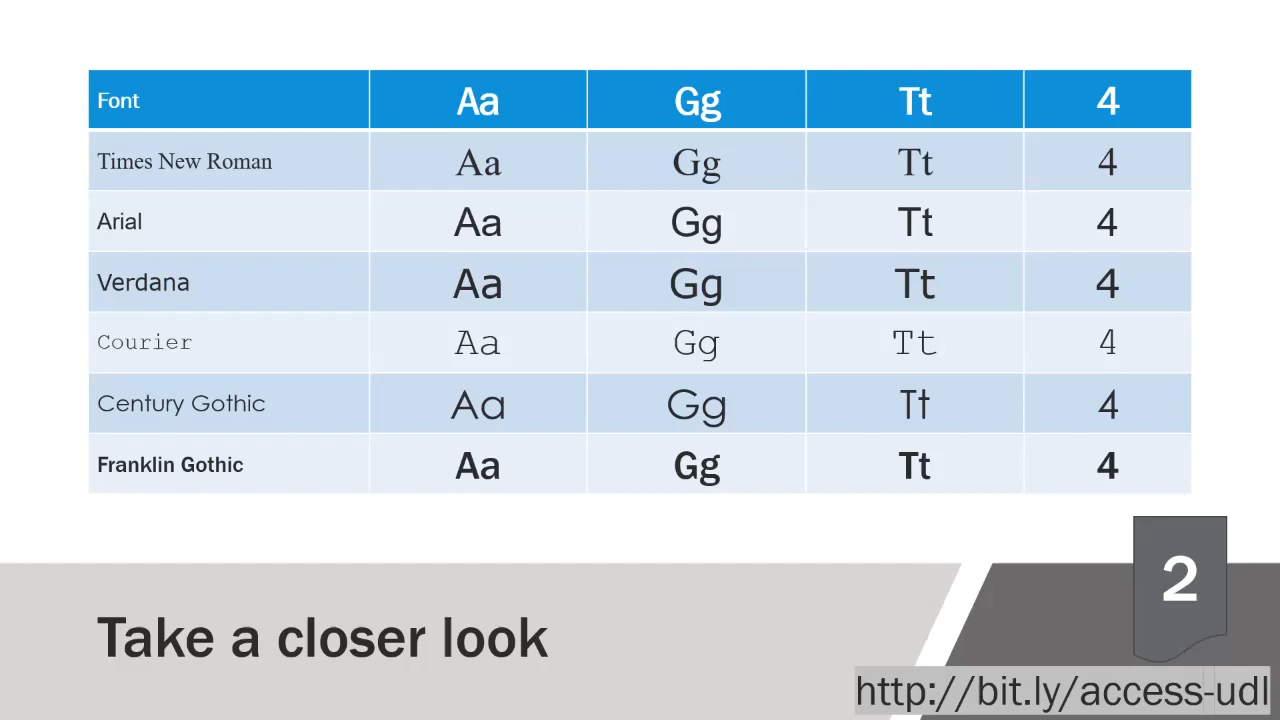 Font Aa Gg Tt 4
Times New Roman Aa Gg Tt 4
Arial Aa Gg Tt 4
Verdana Aa Gg Tt 4
Courier Aa Gg Tt 4
Century Gothic Aa Gg Tt 4
Franklin Gothic Aa Gg Tt 4
2
Take a closer look
http://bit.ly/access-udl